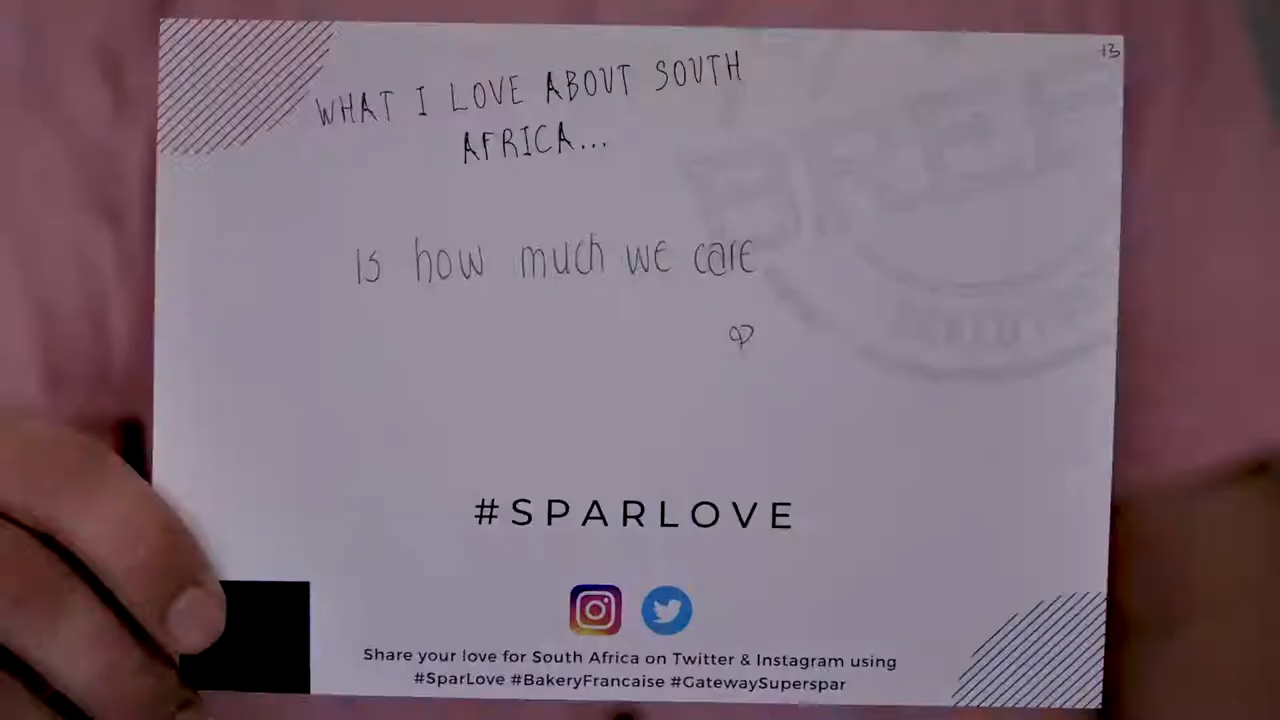 13
WHAT I LOVE ABOUT SOUTH
AFRICA...
is how much we care
#SPARLOVE
Share your love for South Africa on Twitter & Instagram using
#SparLove #BakeryFrancaise #GatewaySuperspar